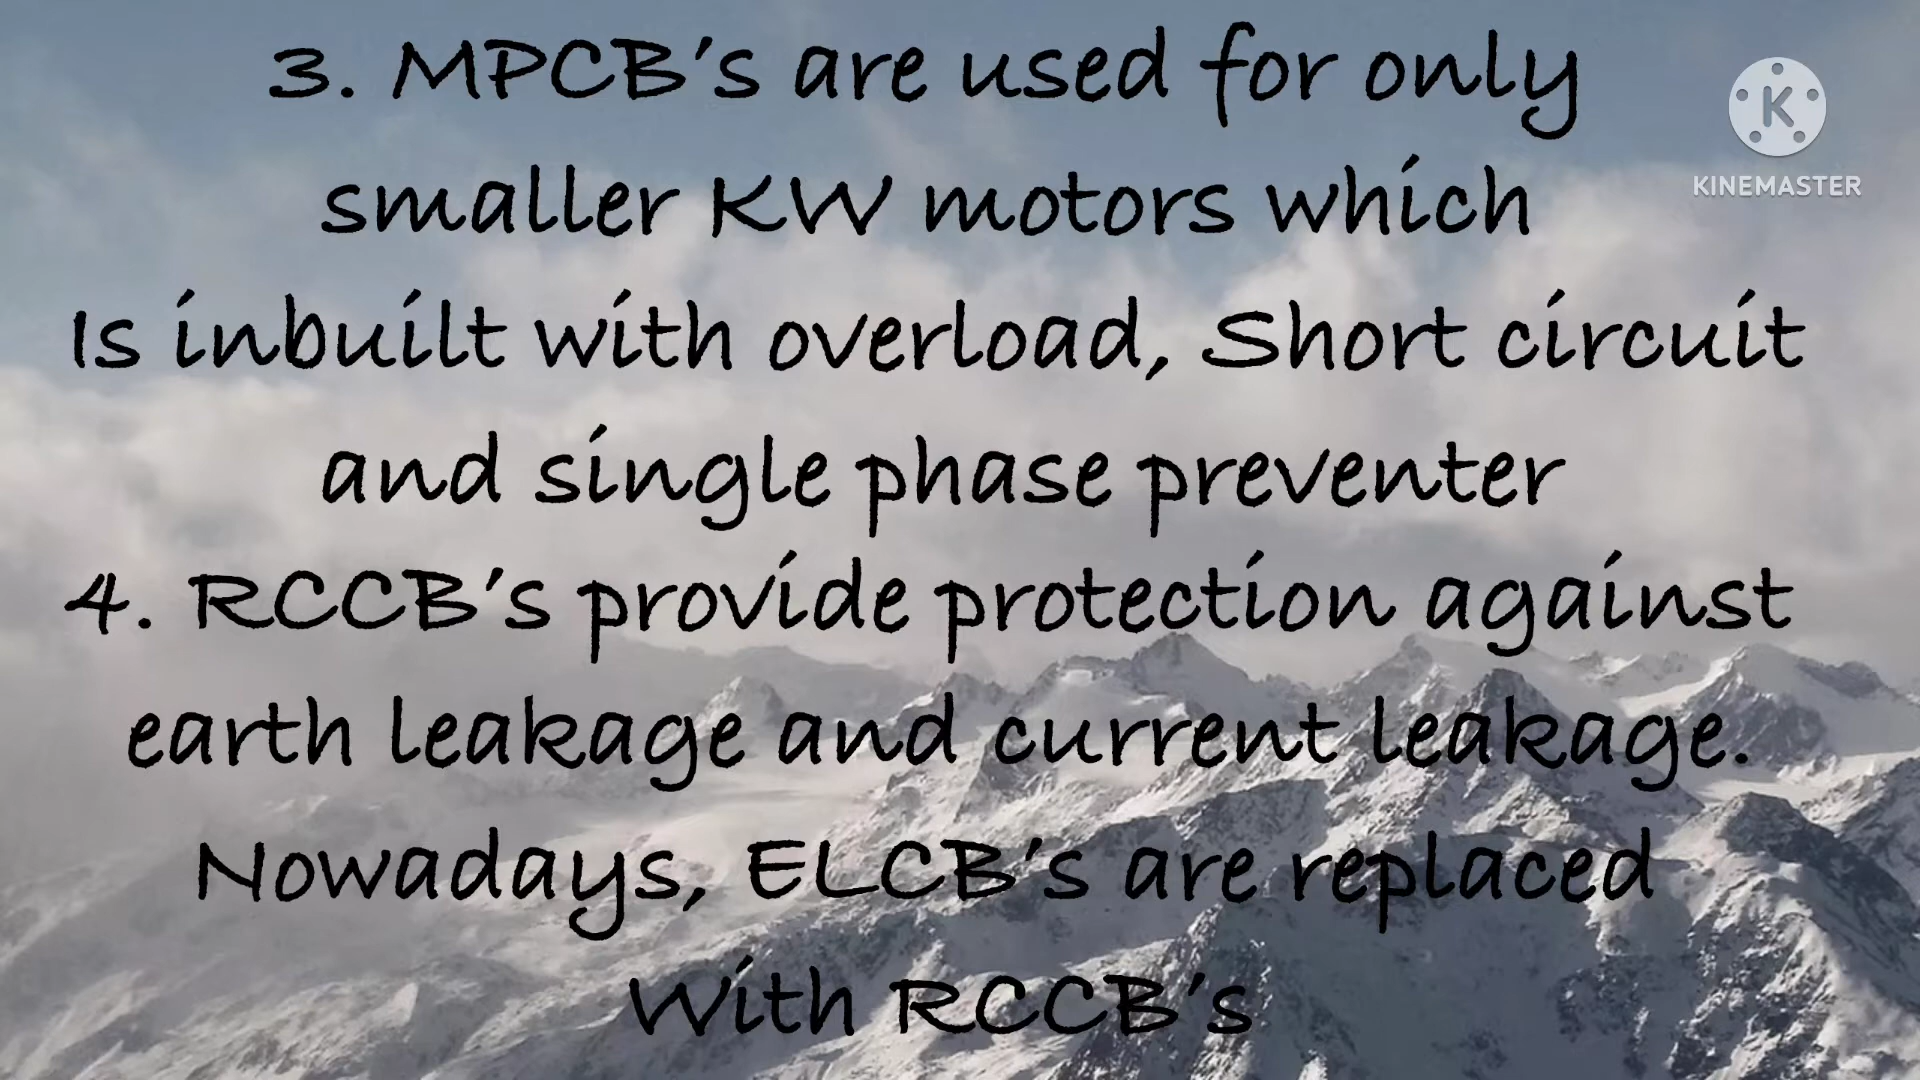 3. MPCB's are used for only
smaller KW motors which
Is inbuilt with overload, Short circuit
and single phase preventer
4. RCCB's provide protection against
earth leakage and current leakage.
Nowadays, ELCB's are replaced
With RCCB's
K
KINEMASTER